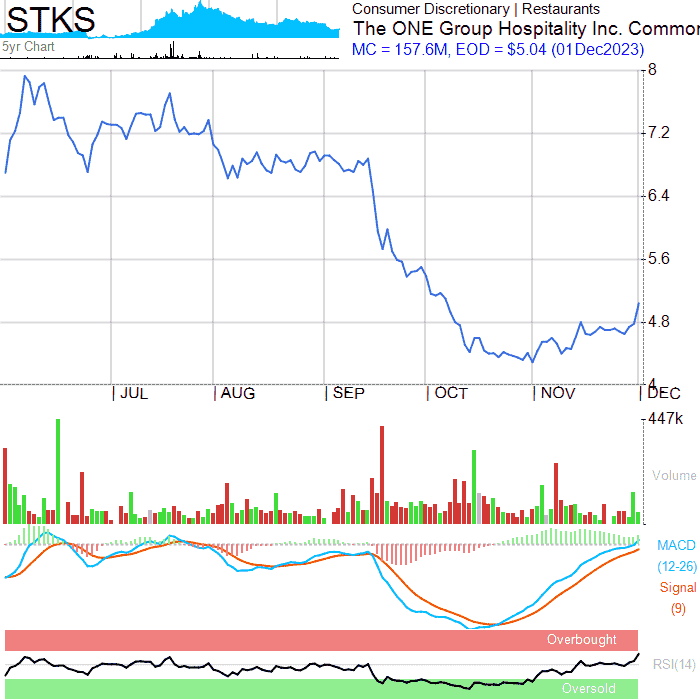 STKS
5yr Chart
Consumer Discretionary | Restaurants
The ONE Group Hospitality Inc. Common
MC = 157.6M, EOD = $5.04 (01Dec2023)
8
7.2
6.4
5.6
4.8
4
JUL AUG SEP OCT NOV DEC
447k
Volume
MACD
(12-26)
Signal
(9)
Overbought
RSI(14)
Oversold